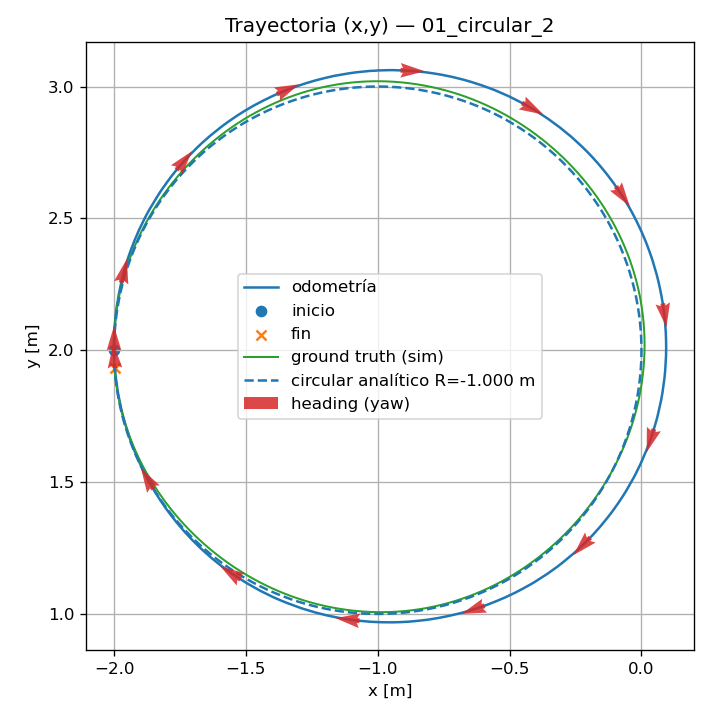 Trayectoria (x,y) — 01_circular_2
3.0
2.5
2.0
1.5
1.0
y [m]
odometría
inicio
fin
ground truth (sim)
circular analítico R=-1.000 m
heading (yaw)
−2.0 −1.5 −1.0 −0.5 0.0
x [m]